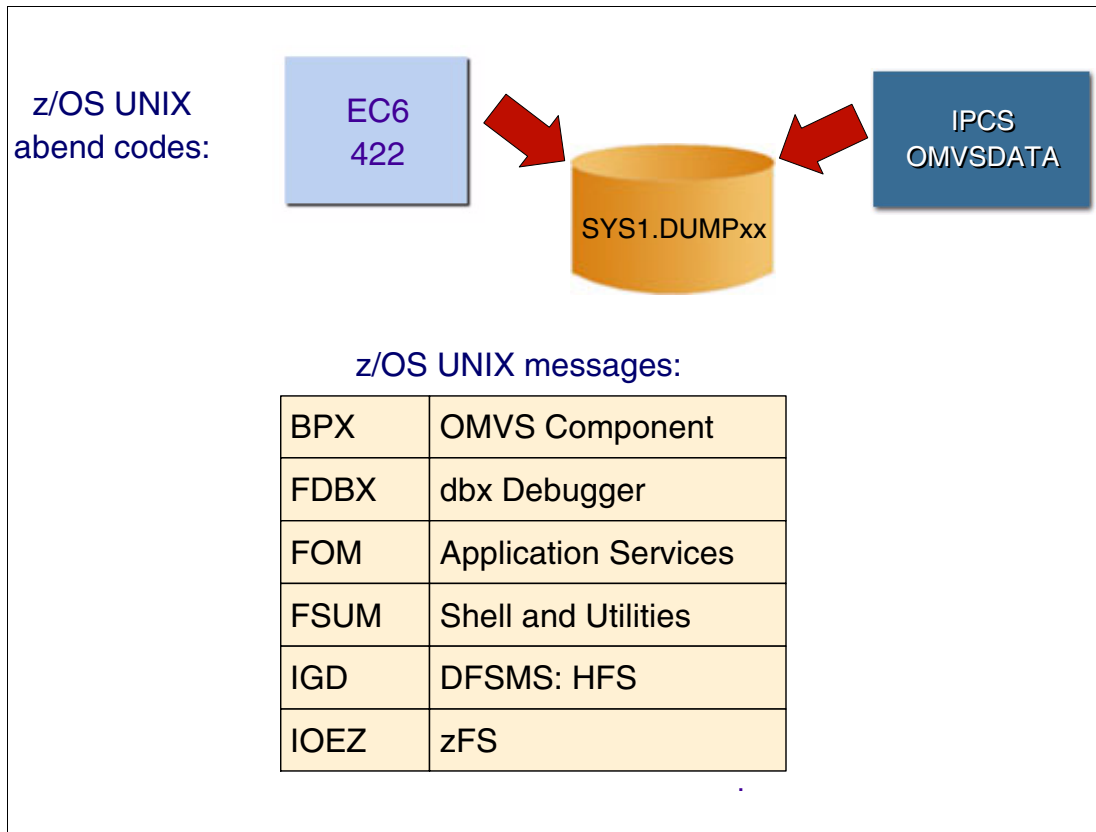 z/OS UNIX
abend codes:
EC6
422
IPCS
OMVSDATA
SYS1.DUMPxx
z/OS UNIX messages:
BPX OMVS Component
FDBX dbx Debugger
FOM Application Services
FSUM Shell and Utilities
IGD DFSMS: HFS
IOEZ zFS
.